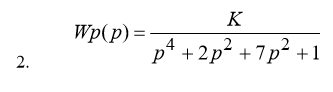 2. Wp(p) = K / (p^4 + 2p^2 + 7p^2 + 1)